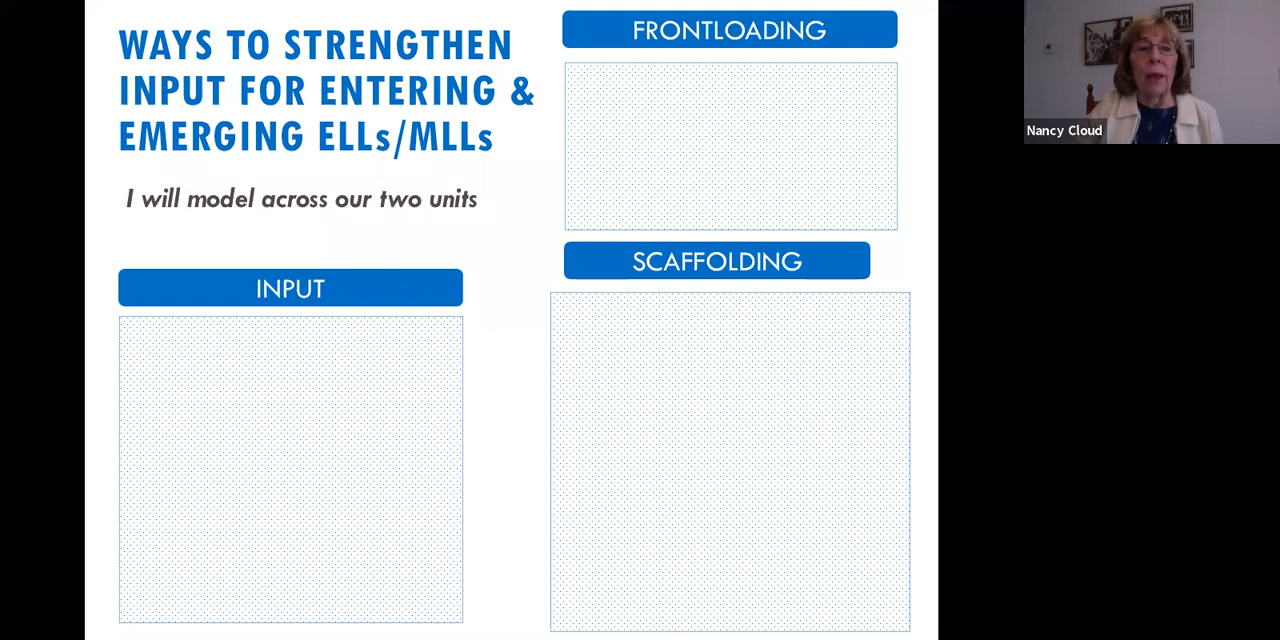 WAYS TO STRENGTHEN
INPUT FOR ENTERING &
EMERGING ELLs/MLLs
I will model across our two units
INPUT
FRONTLOADING
SCAFFOLDING
Nancy Cloud